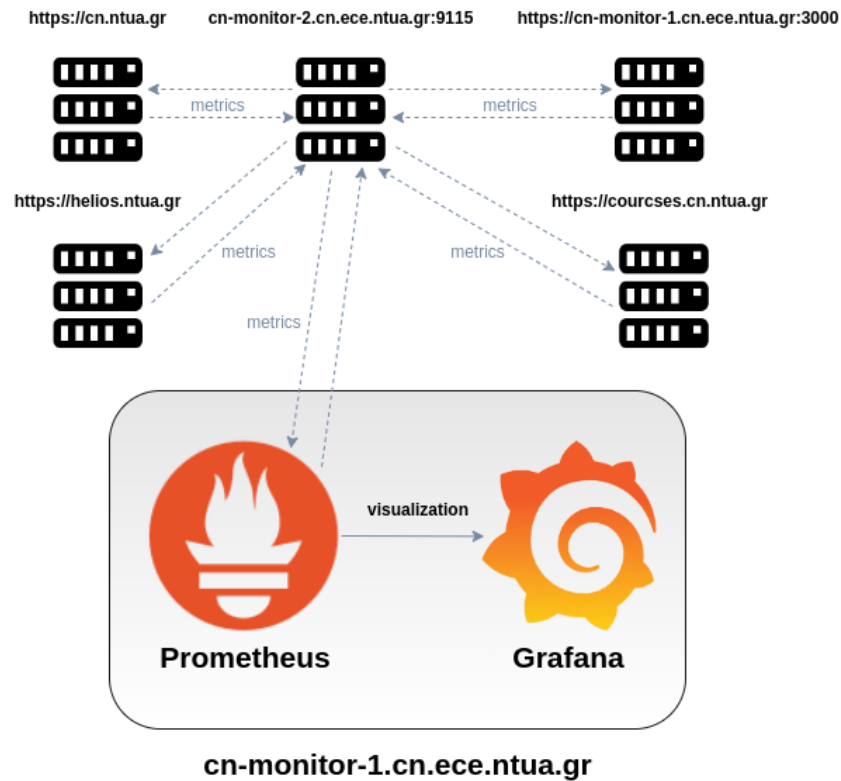 https://cn.ntua.gr
cn-monitor-2.cn.ece.ntua.gr:9115
https://cn-monitor-1.cn.ece.ntua.gr:3000
metrics
metrics
https://helios.ntua.gr
https://courcses.cn.ntua.gr
metrics
metrics
metrics
visualization
Prometheus
Grafana
cn-monitor-1.cn.ece.ntua.gr